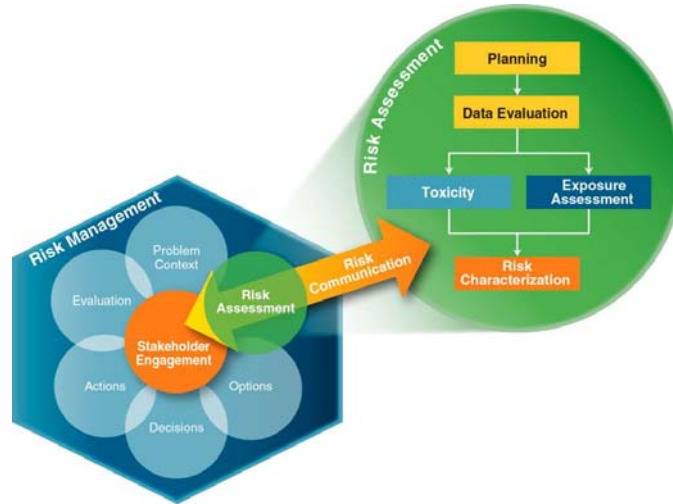 Risk Assessment
Planning
Data Evaluation
Toxicity
Exposure
Assessment
Risk
Characterization
Risk Management
Problem
Context
Risk
Assessment
Risk
Communication
Evaluation
Stakeholder
Engagement
Actions
Options
Decisions